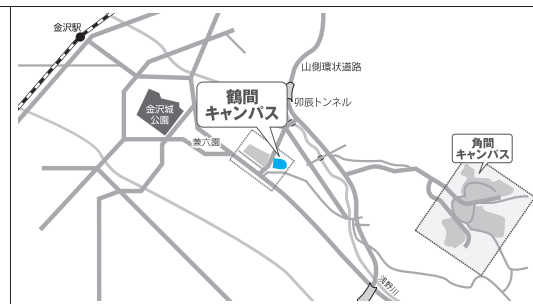 金沢駅
山側環状道路
鶴間
キャンパス
卯辰トンネル
金沢城
公園
兼六園
角間
キャンパス
浅野川